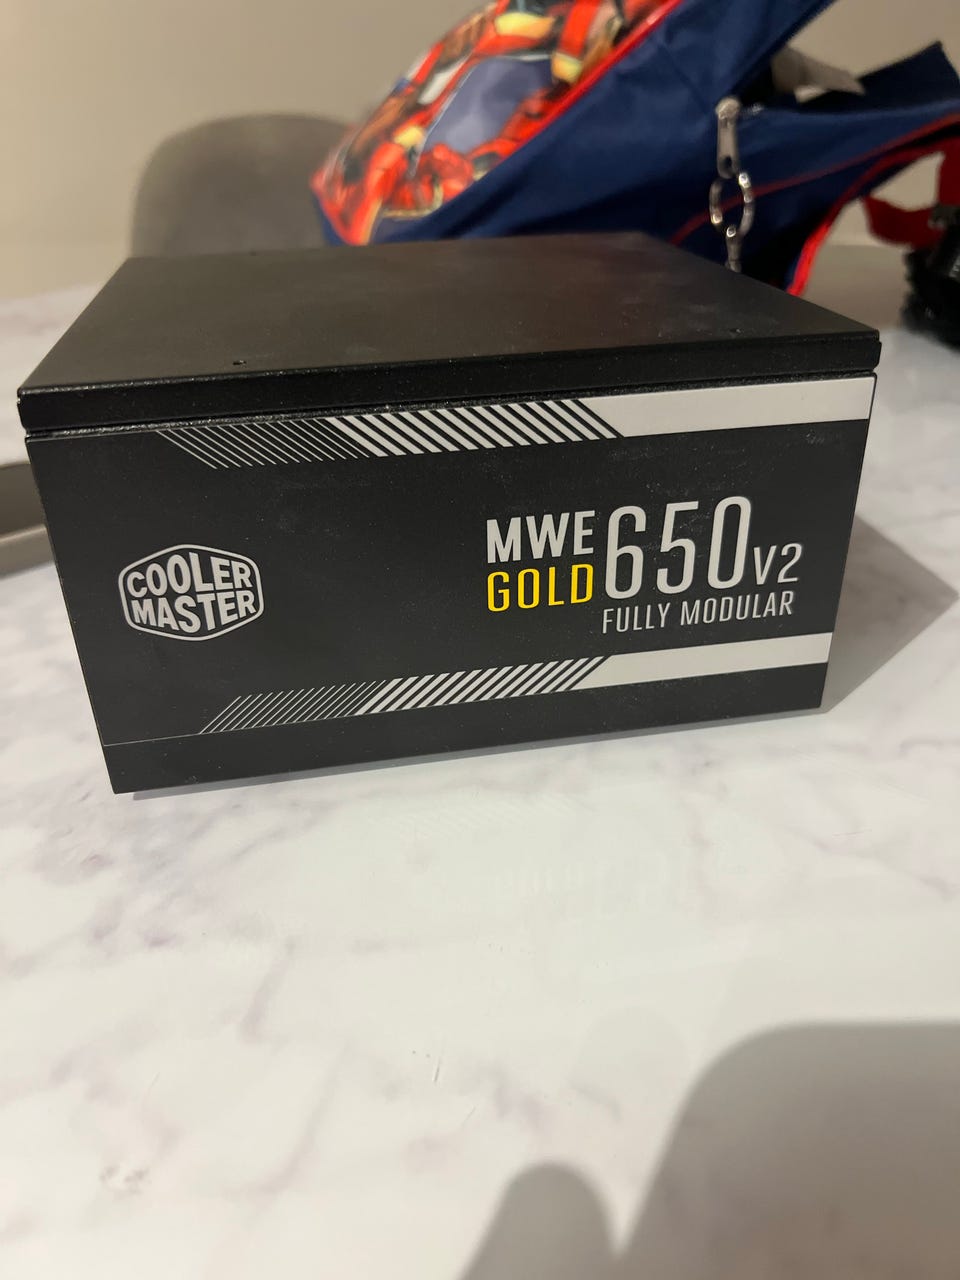 COOLER
MASTER
MWE
GOLD
650 V2
FULLY MODULAR